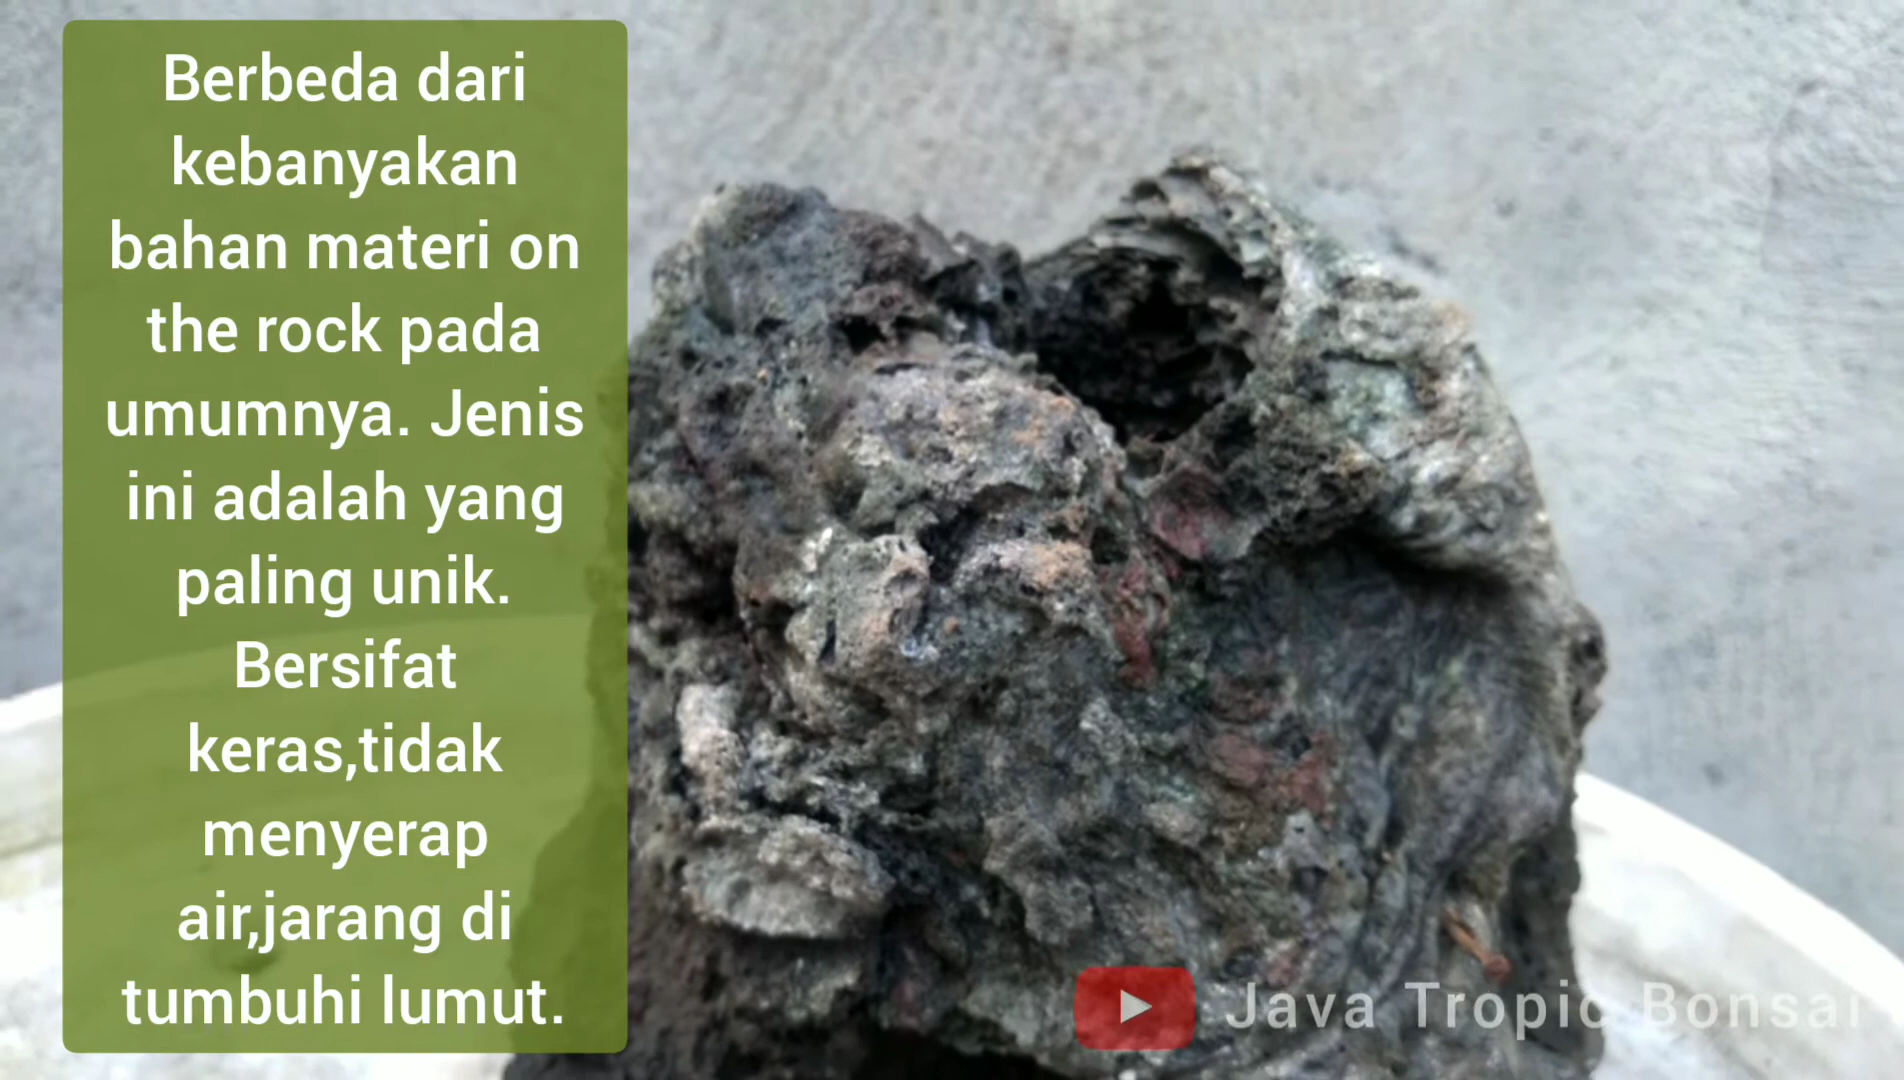 Berbeda dari
kebanyakan
bahan materi on
the rock pada
umumnya. Jenis
ini adalah yang
paling unik.
Bersifat
keras,tidak
menyerap
air,jarang di
tumbuhi lumut.
Java Tropic Bonsai